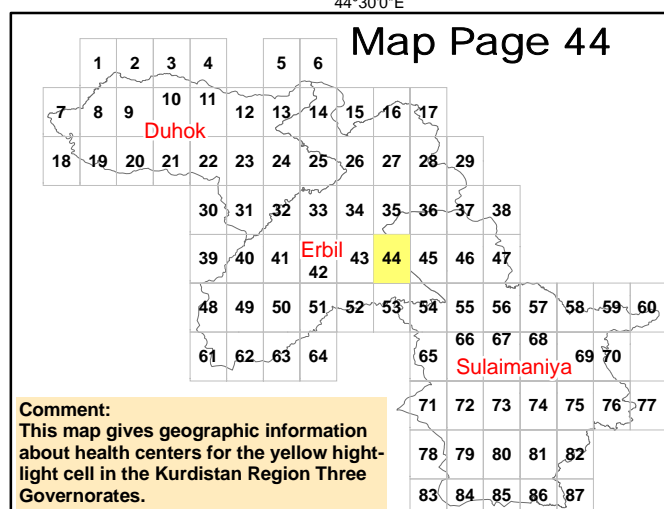 44°30'0"E
Map Page 44
1 2 3 4 5 6
7 8 9 10 11 12 13 14 15 16 17
Duhok
18 19 20 21 22 23 24 25 26 27 28 29
30 31 32 33 34 35 36 37 38
Erbil
39 40 41 42 43 44 45 46 47
48 49 50 51 52 53 54 55 56 57 58 59 60
61 62 63 64 65 66 67 68 69 70
Sulaimaniya
71 72 73 74 75 76 77
78 79 80 81 82
83 84 85 86 87
Comment:
This map gives geographic information
about health centers for the yellow hight-
light cell in the Kurdistan Region Three
Governorates.